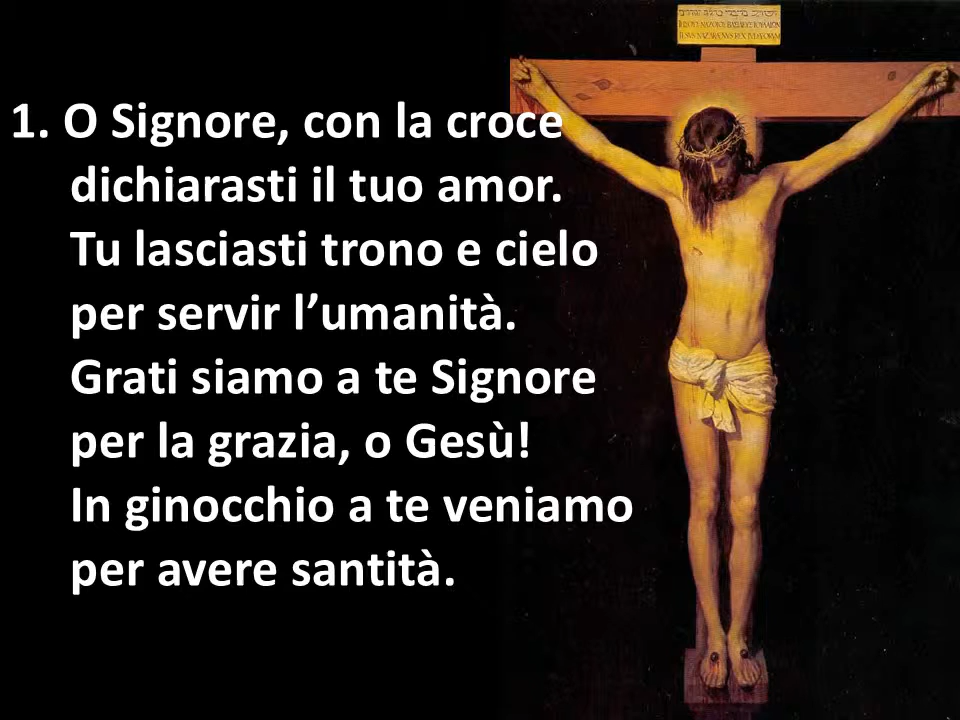 1. O Signore, con la croce
dichiarasti il tuo amor.
Tu lasciasti trono e cielo
per servir l’umanità.
Grati siamo a te Signore
per la grazia, o Gesù!
In ginocchio a te veniamo
per avere santità.